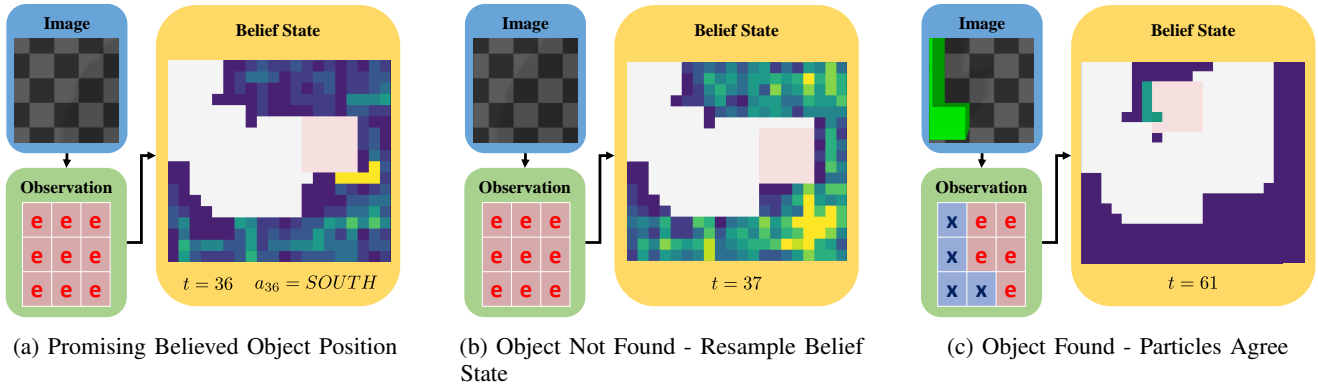 Image
Belief State
Observation
e e e
e e e
e e e
t = 36 a36 = SOUTH
(a) Promising Believed Object Position
Image
Belief State
Observation
e e e
e e e
e e e
t = 37
(b) Object Not Found - Resample Belief
State
Image
Belief State
Observation
x e e
x e e
x x e
t = 61
(c) Object Found - Particles Agree